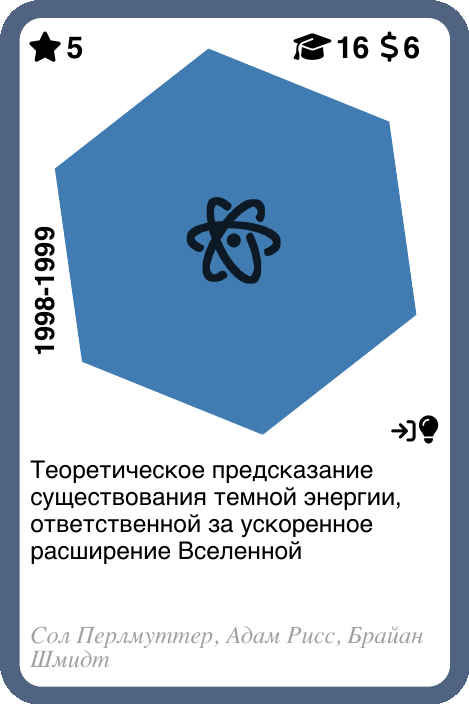 5
16 $6
1998-1999
Теоретическое предсказание
существования темной энергии,
ответственной за ускоренное
расширение Вселенной
Сол Перлмуттер, Адам Рисс, Брайан
Шмидт